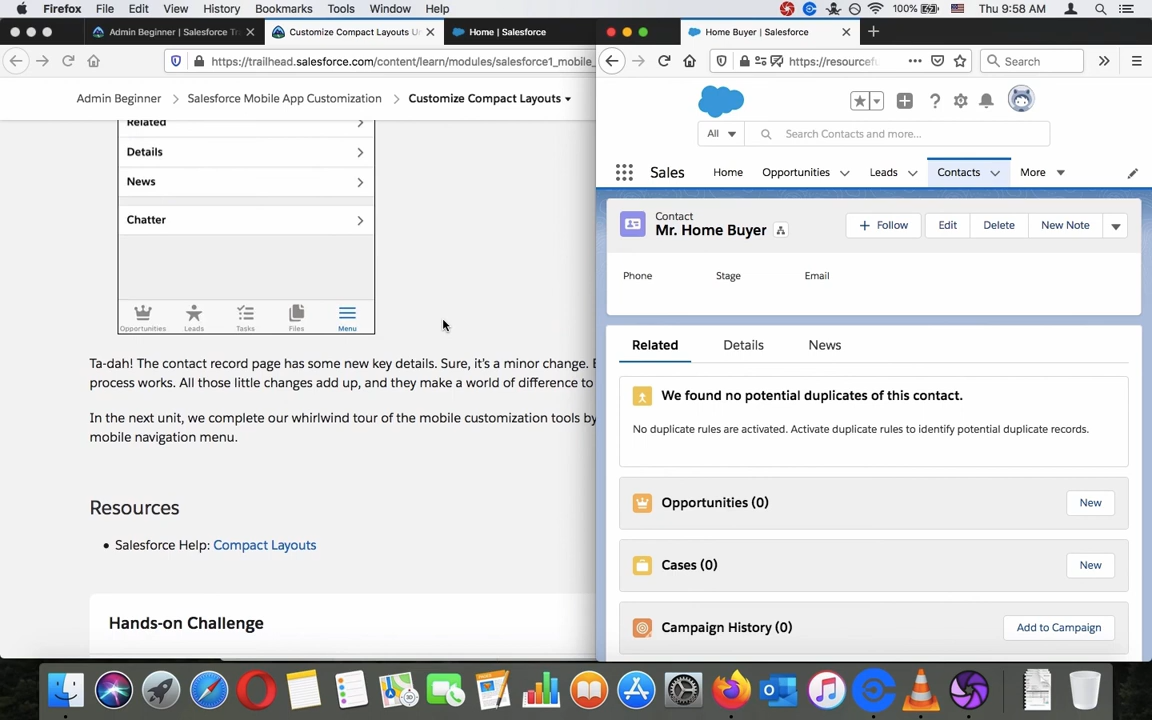 Firefox File Edit View History Bookmarks Tools Window Help 100% Thu 9:58 AM
Admin Beginner | Salesforce Tr
Customize Compact Layouts U
Home | Salesforce
https://trailhead.salesforce.com/content/learn/modules/salesforce1_mobile_
Admin Beginner > Salesforce Mobile App Customization > Customize Compact Layouts
Related
Details
News
Chatter
Opportunities Leads Tasks Files Menu
Ta-dah! The contact record page has some new key details. Sure, it's a minor change.
process works. All those little changes add up, and they make a world of difference to
In the next unit, we complete our whirlwind tour of the mobile customization tools by
mobile navigation menu.
Resources
• Salesforce Help: Compact Layouts
Hands-on Challenge
Home Buyer | Salesforce
https://resourcefu
Search
All
Search Contacts and more...
Sales Home Opportunities Leads Contacts More
Contact
Mr. Home Buyer
+ Follow Edit Delete New Note
Phone Stage Email
Related Details News
We found no potential duplicates of this contact.
No duplicate rules are activated. Activate duplicate rules to identify potential duplicate records.
Opportunities (0) New
Cases (0) New
Campaign History (0) Add to Campaign